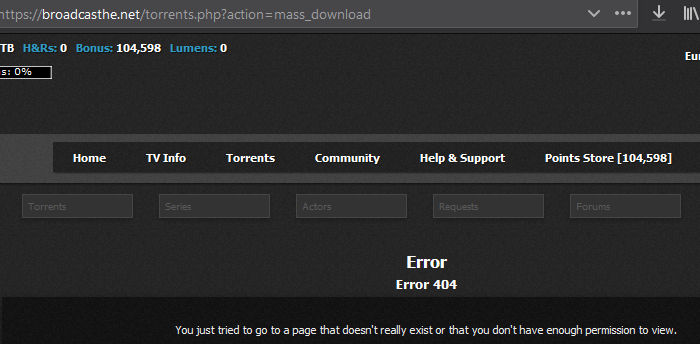 https://broadcasthe.net/torrents.php?action=mass_download
TB H&Rs: 0 Bonus: 104,598 Lumens: 0
s: 0%
Home TV Info Torrents Community Help & Support Points Store [104,598]
Torrents Series Actors Requests Forums
Error
Error 404
You just tried to go to a page that doesn't really exist or that you don't have enough permission to view.